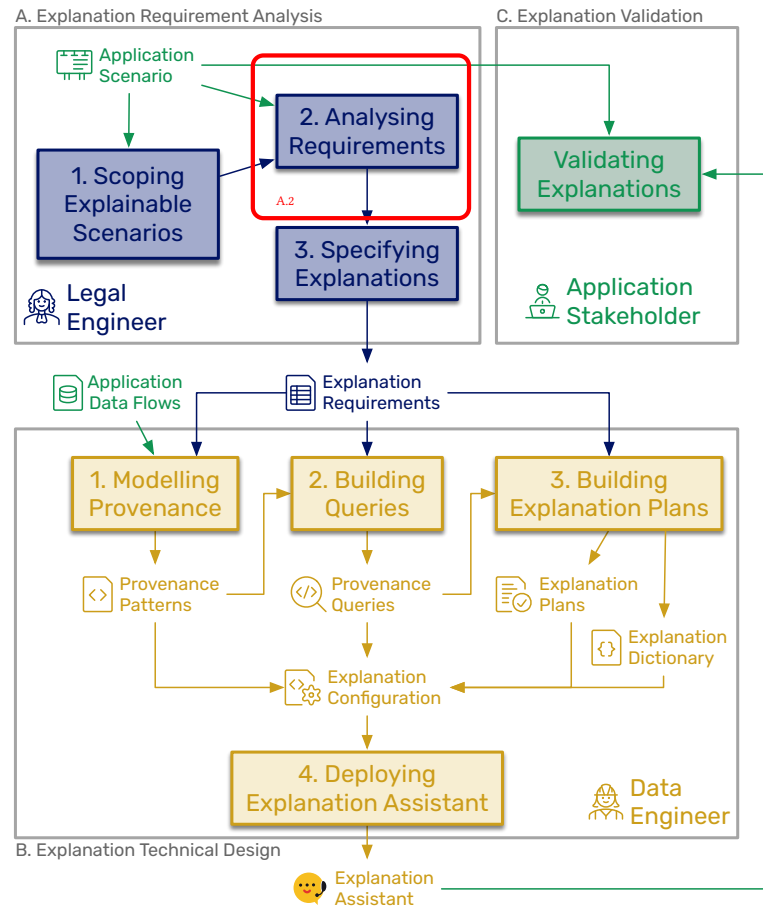 A. Explanation Requirement Analysis
C. Explanation Validation
Application
Scenario
2. Analysing
Requirements
A.2
1. Scoping
Explainable
Scenarios
Validating
Explanations
3. Specifying
Explanations
Legal
Engineer
Application
Stakeholder
Application
Data Flows
Explanation
Requirements
1. Modelling
Provenance
2. Building
Queries
3. Building
Explanation Plans
Provenance
Patterns
Provenance
Queries
Explanation
Plans
Explanation
Dictionary
Explanation
Configuration
4. Deploying
Explanation Assistant
Data
Engineer
B. Explanation Technical Design
Explanation
Assistant